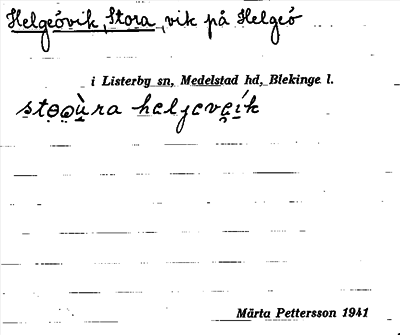 Helgeövik, Stora, vik på Helgeö
i Listerby sn, Medelstad hd, Blekinge l.
Märta Pettersson 1941